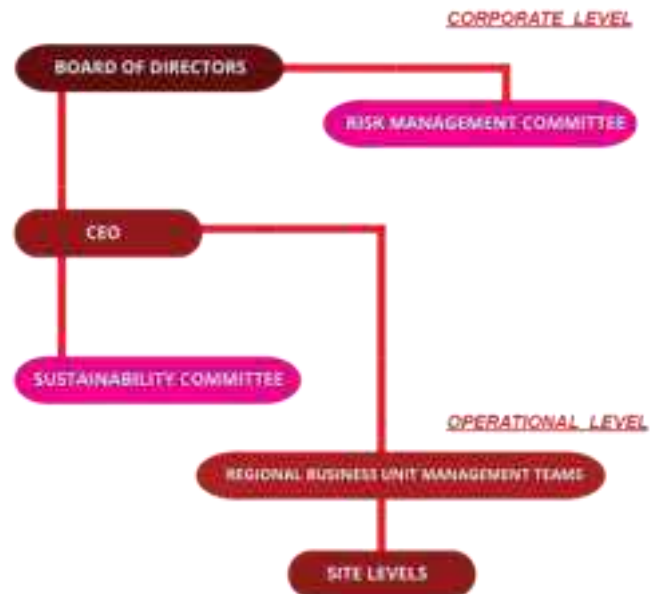 CORPORATE LEVEL
BOARD OF DIRECTORS
RISK MANAGEMENT COMMITTEE
CEO
SUSTAINABILITY COMMITTEE
OPERATIONAL LEVEL
REGIONAL BUSINESS UNIT MANAGEMENT TEAMS
SITE LEVELS